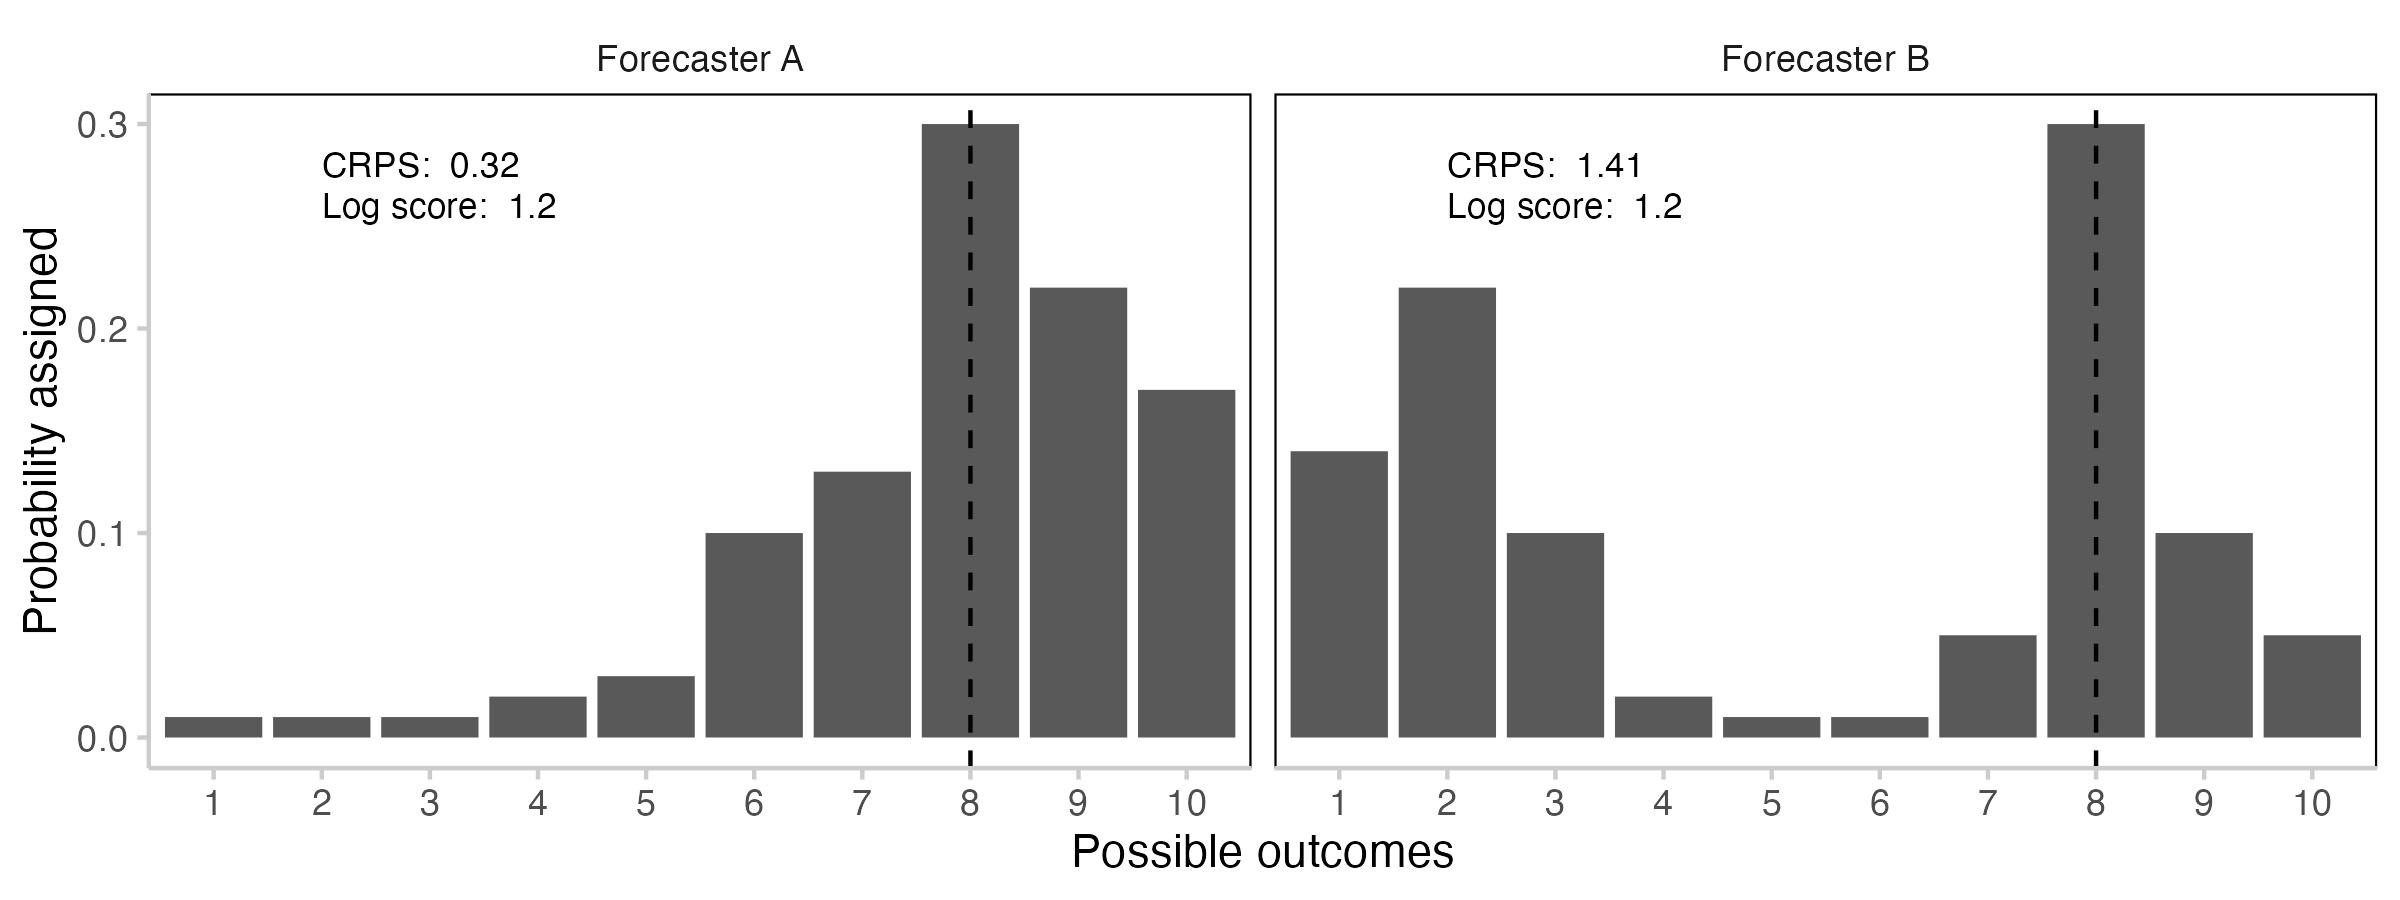 Forecaster A
Forecaster B
CRPS: 0.32
Log score: 1.2
CRPS: 1.41
Log score: 1.2
Probability assigned
0.3
0.2
0.1
0.0
1 2 3 4 5 6 7 8 9 10
1 2 3 4 5 6 7 8 9 10
Possible outcomes